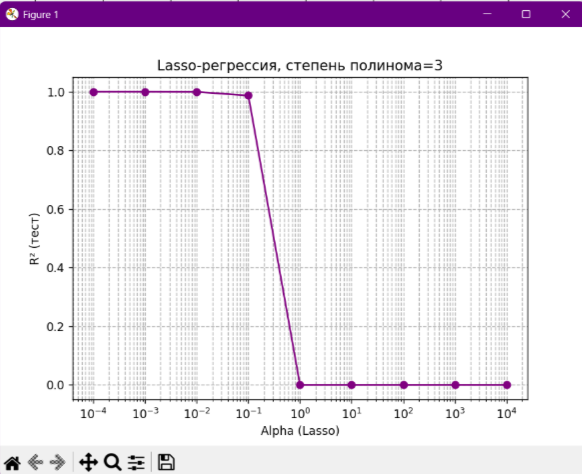 Figure 1
Lasso-регрессия, степень полинома=3
1.0
0.8
0.6
0.4
0.2
0.0
R² (тест)
10⁻⁴ 10⁻³ 10⁻² 10⁻¹ 10⁰ 10¹ 10² 10³ 10⁴
Alpha (Lasso)